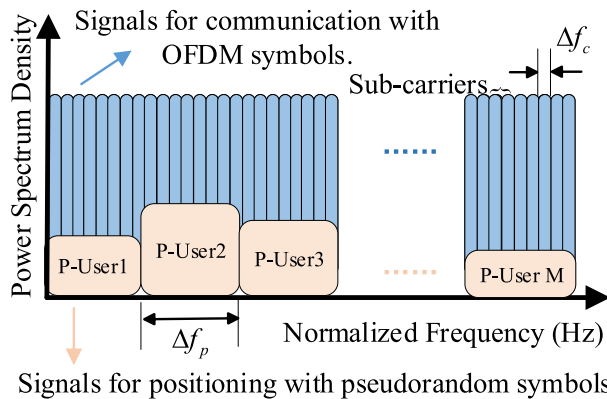 Signals for communication with
OFDM symbols.
Δf_c
Sub-carriers
Power Spectrum Density
P-User1
P-User2
P-User3
P-User M
Δf_p
Normalized Frequency (Hz)
Signals for positioning with pseudorandom symbols